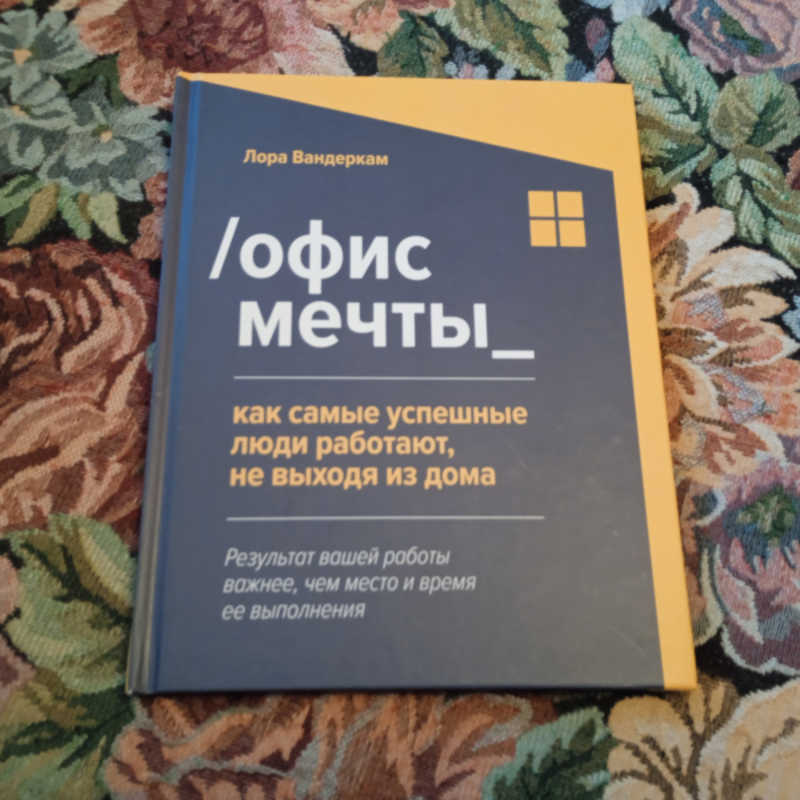 Лора Вандеркам
/офис
мечты_
как самые успешные
люди работают,
не выходя из дома
Результат вашей работы
важнее, чем место и время
ее выполнения